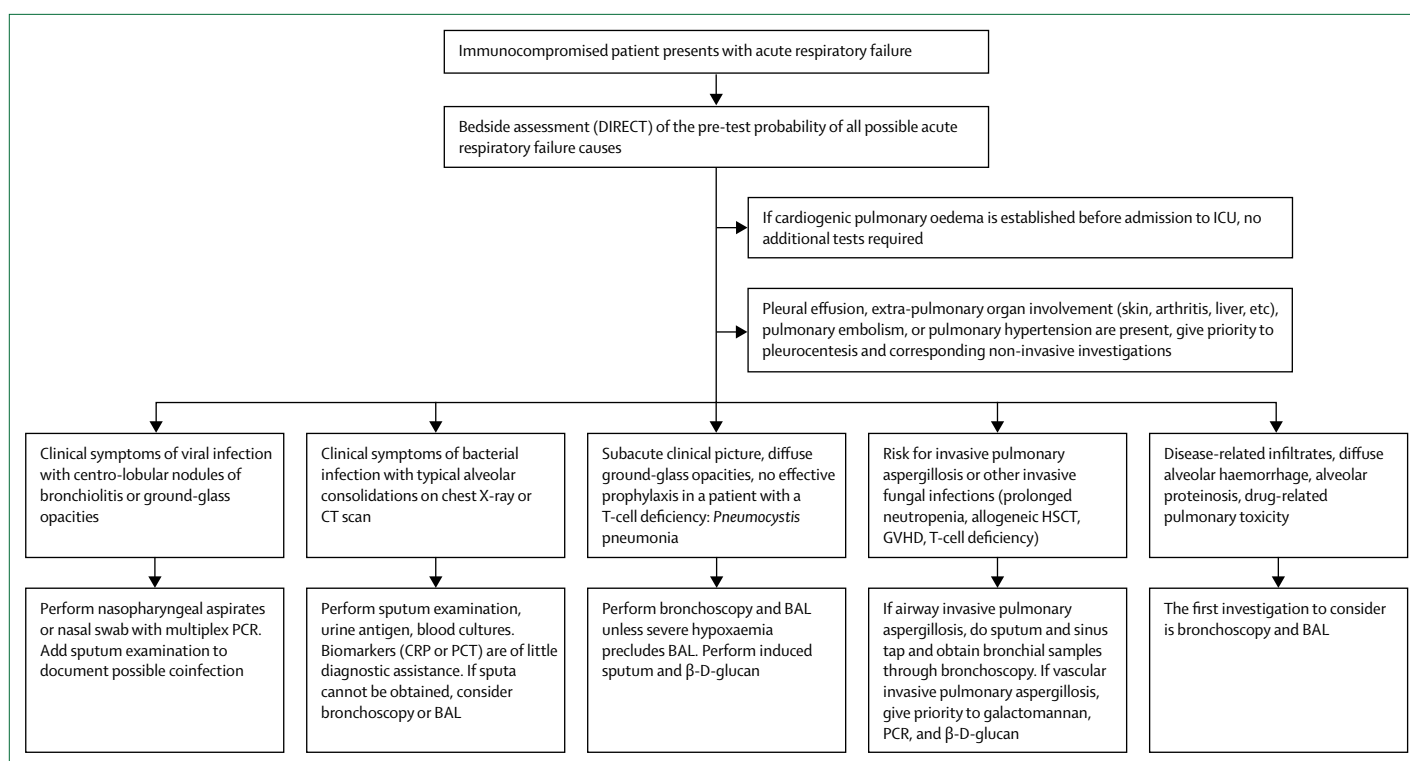 Immunocompromised patient presents with acute respiratory failure
Bedside assessment (DIRECT) of the pre-test probability of all possible acute
respiratory failure causes
If cardiogenic pulmonary oedema is established before admission to ICU, no
additional tests required
Pleural effusion, extra-pulmonary organ involvement (skin, arthritis, liver, etc),
pulmonary embolism, or pulmonary hypertension are present, give priority to
pleurocentesis and corresponding non-invasive investigations
Clinical symptoms of viral infection
with centro-lobular nodules of
bronchiolitis or ground-glass
opacities
Clinical symptoms of bacterial
infection with typical alveolar
consolidations on chest X-ray or
CT scan
Subacute clinical picture, diffuse
ground-glass opacities, no effective
prophylaxis in a patient with a
T-cell deficiency: Pneumocystis
pneumonia
Risk for invasive pulmonary
aspergillosis or other invasive
fungal infections (prolonged
neutropenia, allogeneic HSCT,
GVHD, T-cell deficiency)
Disease-related infiltrates, diffuse
alveolar haemorrhage, alveolar
proteinosis, drug-related
pulmonary toxicity
Perform nasopharyngeal aspirates
or nasal swab with multiplex PCR.
Add sputum examination to
document possible coinfection
Perform sputum examination,
urine antigen, blood cultures.
Biomarkers (CRP or PCT) are of little
diagnostic assistance. If sputa
cannot be obtained, consider
bronchoscopy or BAL
Perform bronchoscopy and BAL
unless severe hypoxaemia
precludes BAL. Perform induced
sputum and β-D-glucan
If airway invasive pulmonary
aspergillosis, do sputum and sinus
tap and obtain bronchial samples
through bronchoscopy. If vascular
invasive pulmonary aspergillosis,
give priority to galactomannan,
PCR, and β-D-glucan
The first investigation to consider
is bronchoscopy and BAL